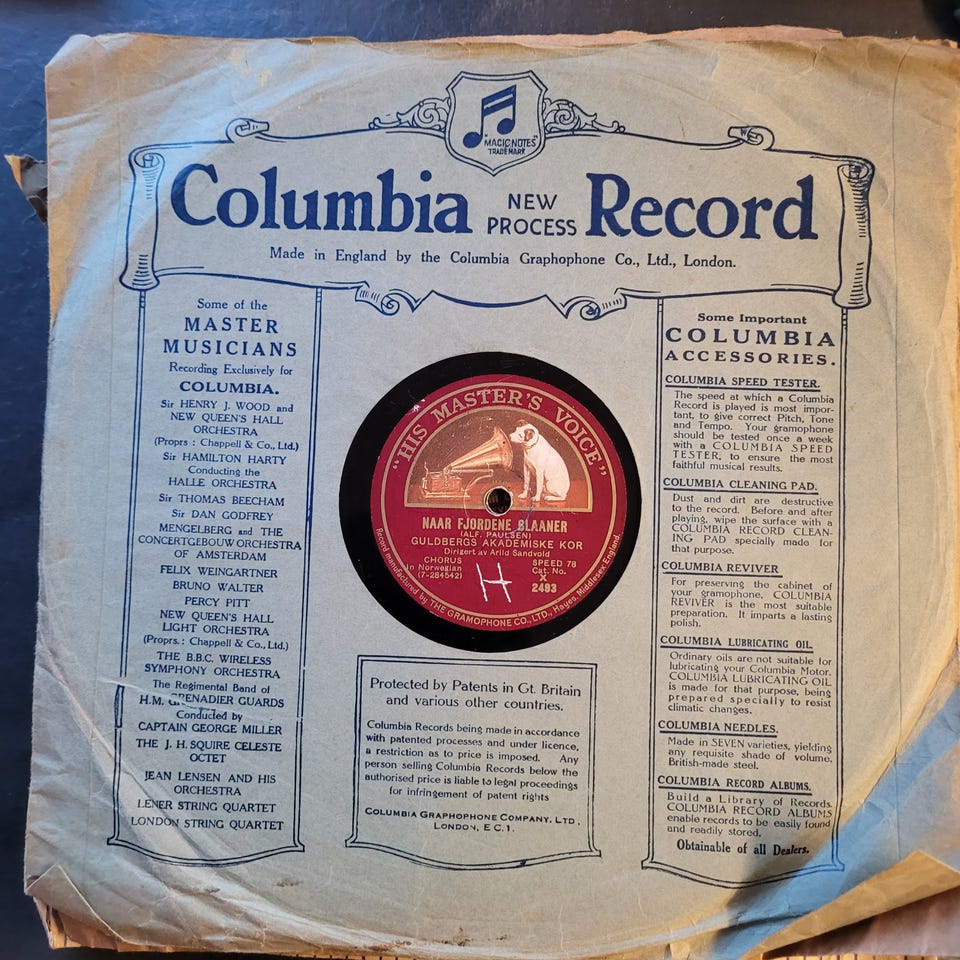 "MAGIC NOTES"
TRADE MARK
Columbia NEW PROCESS Record
Made in England by the Columbia Graphophone Co., Ltd., London.
Some of the
MASTER
MUSICIANS
Recording Exclusively for
COLUMBIA.
Sir HENRY J. WOOD and
NEW QUEEN'S HALL
ORCHESTRA
(Proprs : Chappell & Co., Ltd.)
Sir HAMILTON HARTY
Conducting the
HALLE ORCHESTRA
Sir THOMAS BEECHAM
Sir DAN GODFREY
MENGELBERG and THE
CONCERTGEBOUW ORCHESTRA
OF AMSTERDAM
FELIX WEINGARTNER
BRUNO WALTER
PERCY PITT
NEW QUEEN'S HALL
LIGHT ORCHESTRA
(Proprs. : Chappell & Co., Ltd.)
THE B.B.C. WIRELESS
SYMPHONY ORCHESTRA
The Regimental Band of
H.M. GRENADIER GUARDS
Conducted by
CAPTAIN GEORGE MILLER
THE J. H. SQUIRE CELESTE
OCTET
JEAN LENSEN AND HIS
ORCHESTRA
LENER STRING QUARTET
LONDON STRING QUARTET
"HIS MASTER'S VOICE"
NAAR FJORDENE BLAANER
(ALF. PAULSEN)
GULDBERGS AKADEMISKE KOR
Dirigert av Arild Sandvold
CHORUS
In Norwegian
(7-284542)
SPEED 78
Cat. No.
X
2493
H
Record manufactured by THE GRAMOPHONE CO., LTD., Hayes, Middlesex England.
Protected by Patents in Gt. Britain
and various other countries.
Columbia Records being made in accordance
with patented processes and under licence,
a restriction as to price is imposed. Any
person selling Columbia Records below the
authorised price is liable to legal proceedings
for infringement of patent rights
COLUMBIA GRAPHOPHONE COMPANY, LTD,
LONDON, E C 1.
Some Important
COLUMBIA
ACCESSORIES.
COLUMBIA SPEED TESTER.
The speed at which a Columbia
Record is played is most impor-
tant, to give correct Pitch, Tone
and Tempo. Your gramophone
should be tested once a week
with a COLUMBIA SPEED
TESTER, to ensure the most
faithful musical results.
COLUMBIA CLEANING PAD.
Dust and dirt are destructive
to the record. Before and after
playing, wipe the surface with a
COLUMBIA RECORD CLEAN-
ING PAD specially made for
that purpose.
COLUMBIA REVIVER
For preserving the cabinet of
your gramophone, COLUMBIA
REVIVER is the most suitable
preparation. It imparts a lasting
polish.
COLUMBIA LUBRICATING OIL.
Ordinary oils are not suitable for
lubricating your Columbia Motor.
COLUMBIA LUBRICATING OIL
is made for that purpose, being
prepared specially to resist
climatic changes.
COLUMBIA NEEDLES.
Made in SEVEN varieties, yielding
any requisite shade of volume.
British-made steel.
COLUMBIA RECORD ALBUMS.
Build a Library of Records.
COLUMBIA RECORD ALBUMS
enable records to be easily found
and readily stored.
Obtainable of all Dealers.